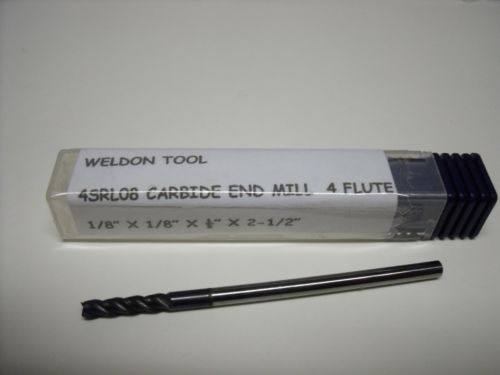 WELDON TOOL
4SRL08 CARBIDE END MILL 4 FLUTE
1/8" X 1/8" X ½" X 2-1/2"